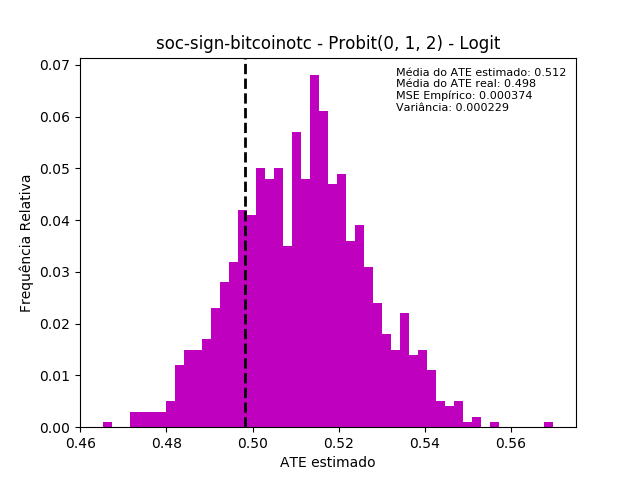 soc-sign-bitcoinotc - Probit(0, 1, 2) - Logit
Média do ATE estimado: 0.512
Média do ATE real: 0.498
MSE Empírico: 0.000374
Variância: 0.000229
Frequência Relativa
0.07
0.06
0.05
0.04
0.03
0.02
0.01
0.00
0.46 0.48 0.50 0.52 0.54 0.56
ATE estimado